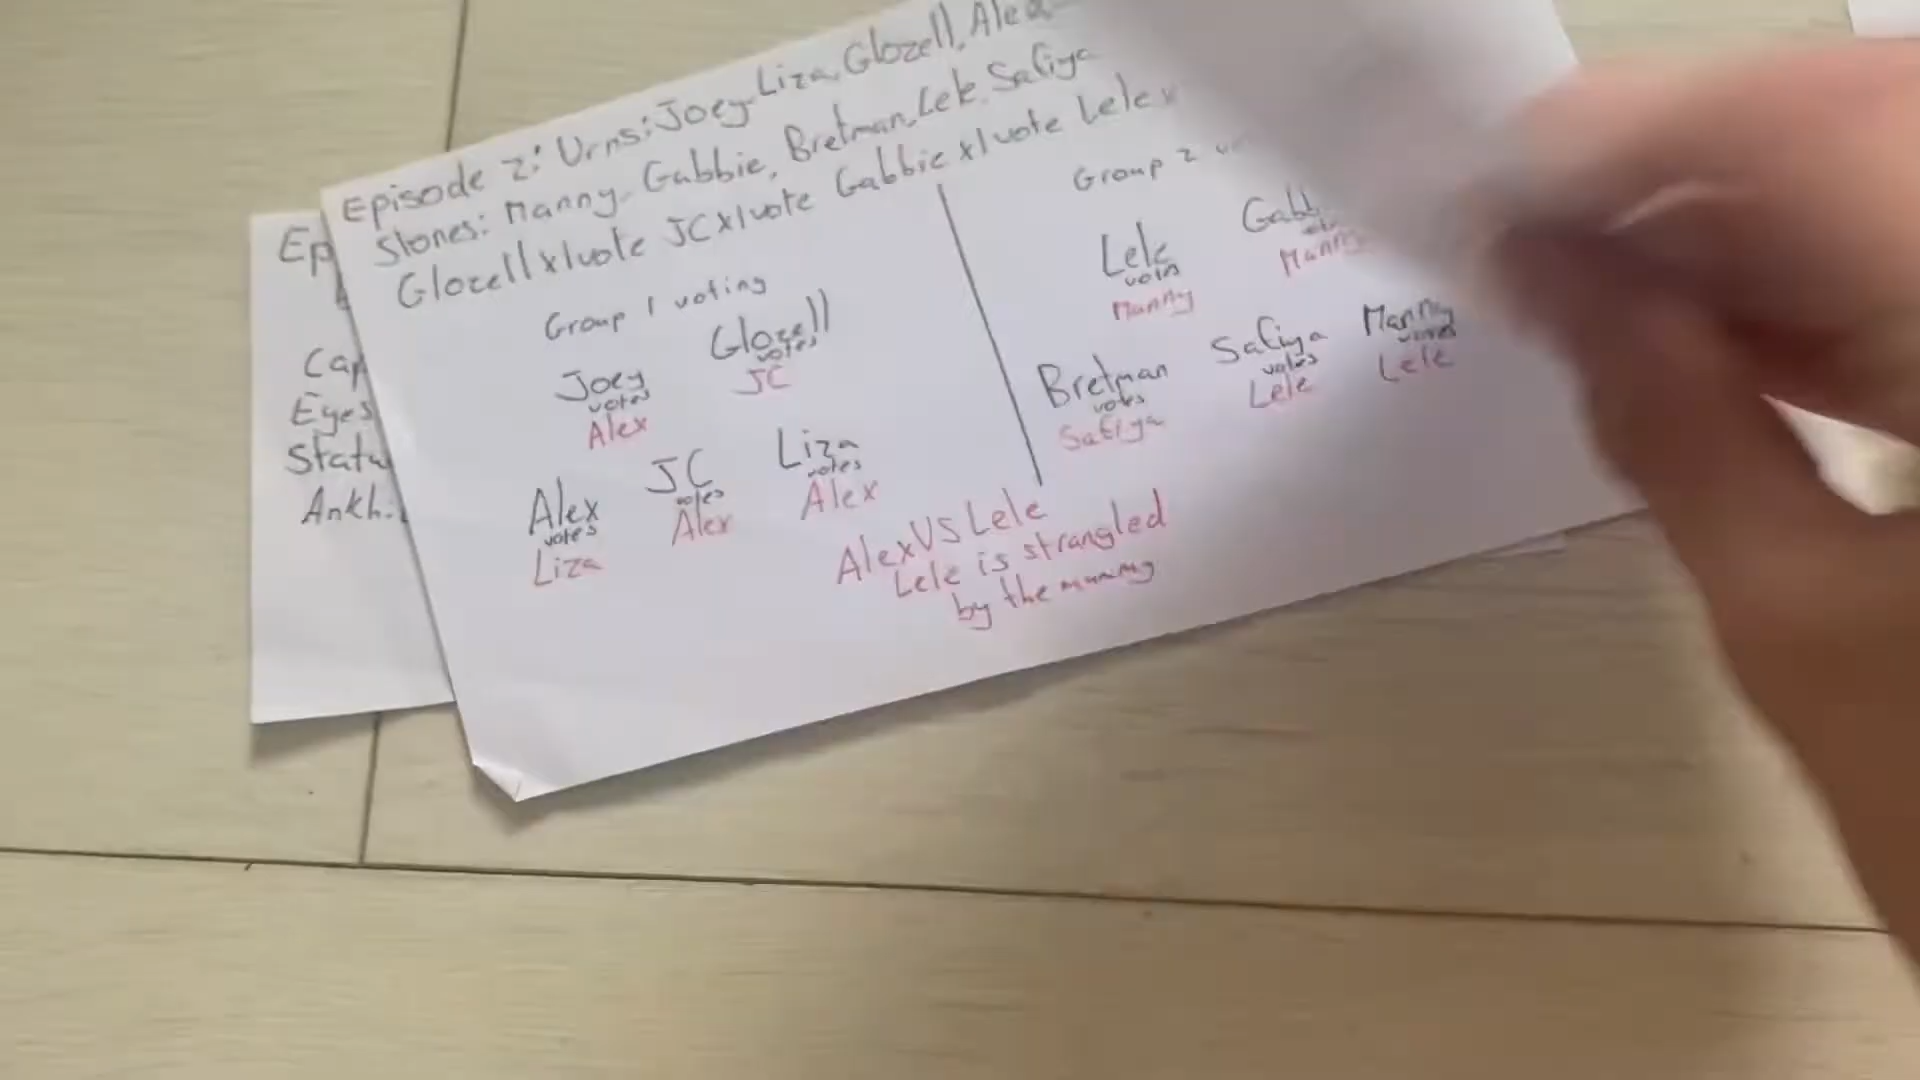 Episode 2: Urns: Joey, Liza, Glozell, Alex
Stones: Manny, Gabbie, Bretman, Lele, Safiya
Glozell x1 vote JC x1 vote Gabbie x1 vote Lele x
Group 1 voting
Joey
votes
Alex
Glozell
votes
JC
Alex
votes
Liza
JC
votes
Alex
Liza
votes
Alex
Group 2
Lele
votes
Manny
Gabb
Manny
Bretman
votes
Safiya
Safiya
votes
Lele
Manny
votes
Lele
Alex VS Lele
Lele is strangled
by the mummy
Ep
Cap
Eyes
Statu
Ankh: